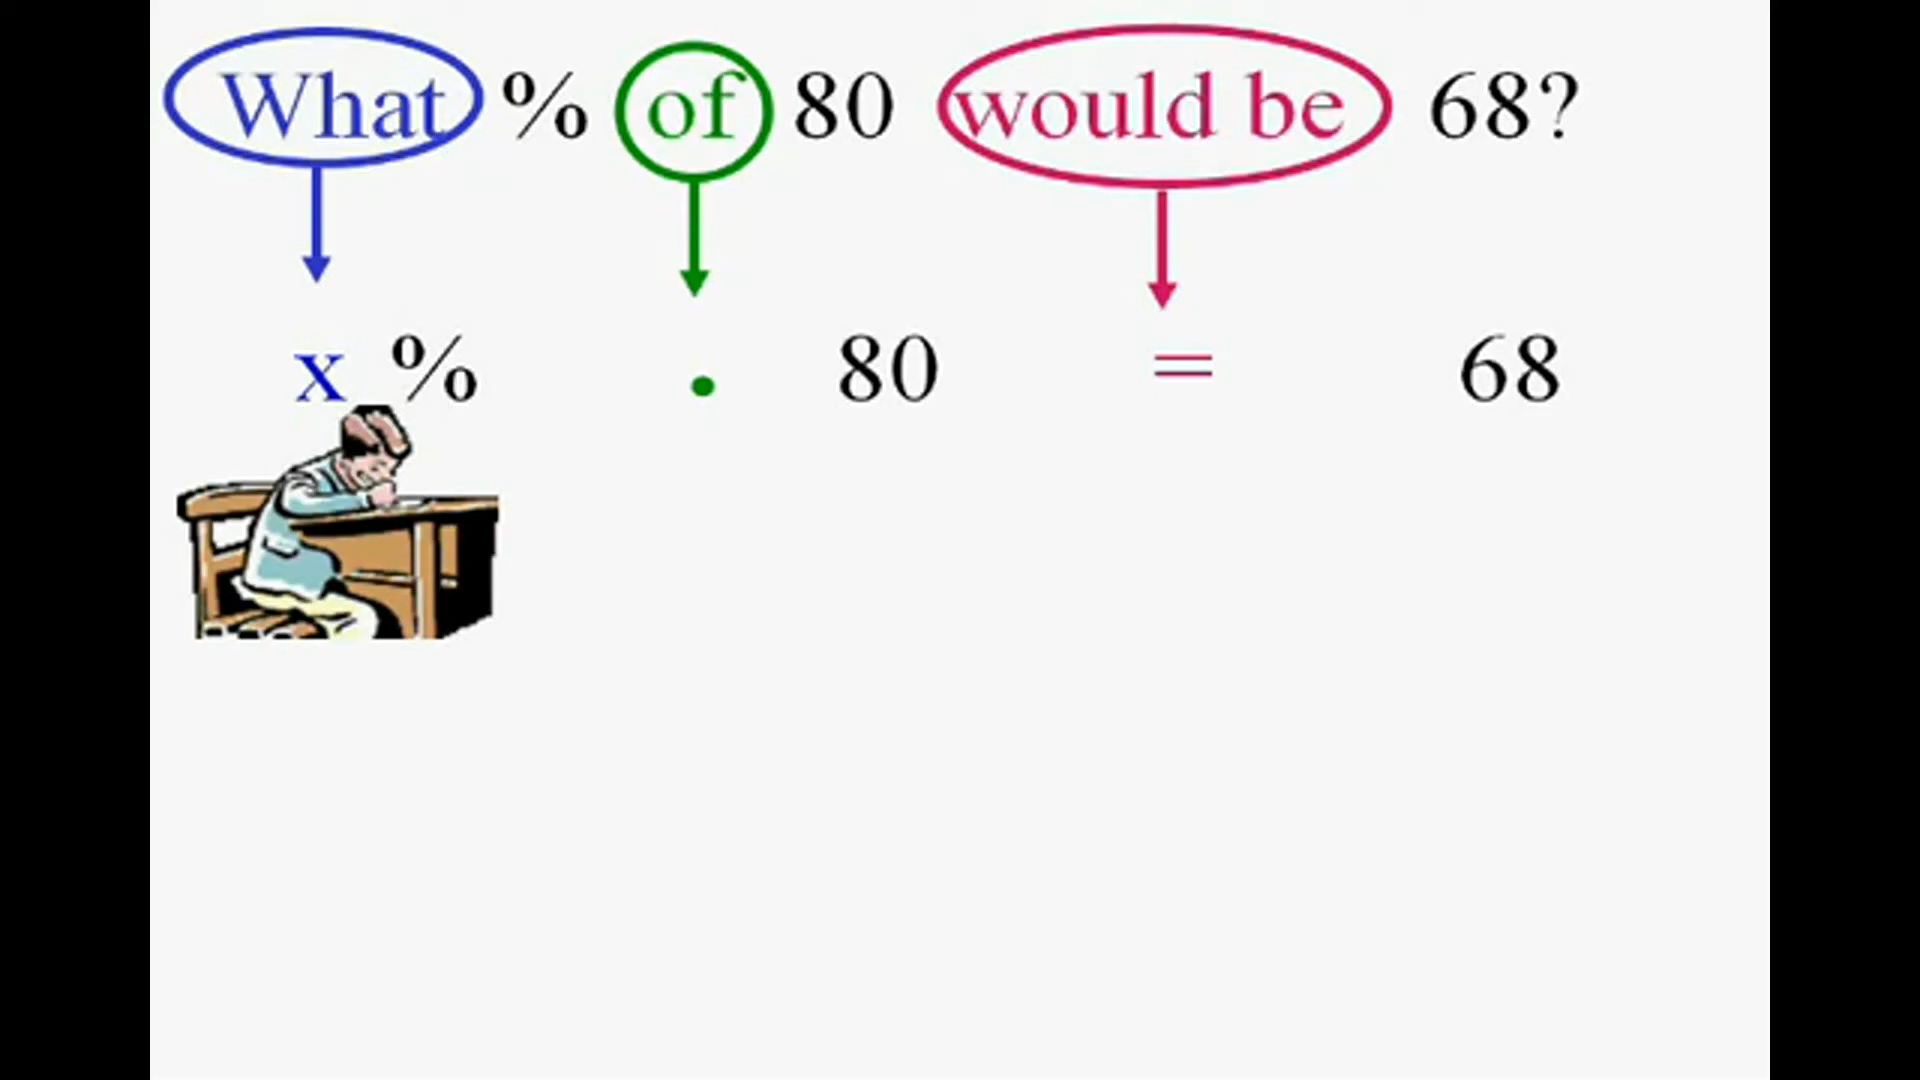 What % of 80 would be 68?
x % • 80 = 68